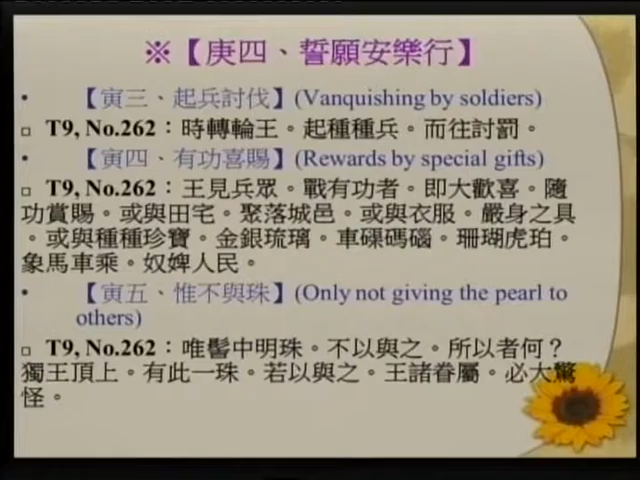 ※【庚四、誓願安樂行】
• 【寅三、起兵討伐】(Vanquishing by soldiers)
□ T9, No.262：時轉輪王。起種種兵。而往討罰。
• 【寅四、有功喜賜】(Rewards by special gifts)
□ T9, No.262：王見兵眾。戰有功者。即大歡喜。隨
功賞賜。或與田宅。聚落城邑。或與衣服。嚴身之具
。或與種種珍寶。金銀琉璃。車磲碼碯。珊瑚虎珀。
象馬車乘。奴婢人民。
• 【寅五、惟不與珠】(Only not giving the pearl to
others)
□ T9, No.262：唯髻中明珠。不以與之。所以者何？
獨王頂上。有此一珠。若以與之。王諸眷屬。必大驚
怪。